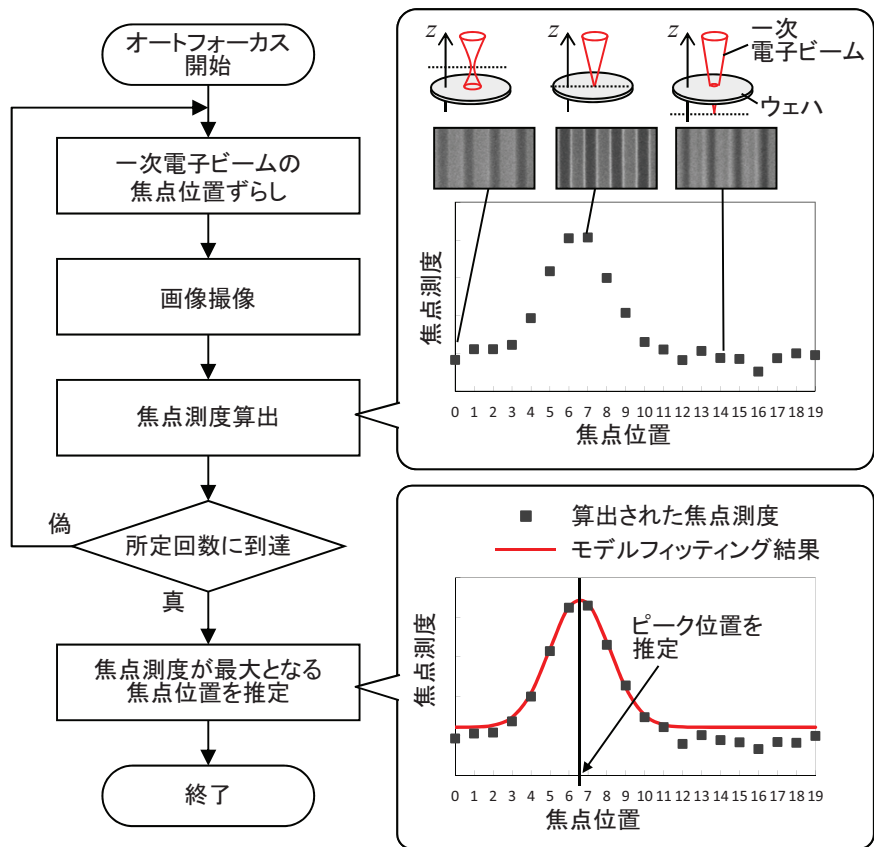 オートフォーカス
開始
一次電子ビームの
焦点位置ずらし
画像撮像
焦点測度算出
所定回数に到達
偽
真
焦点測度が最大となる
焦点位置を推定
終了
z
z
z
一次
電子ビーム
ウェハ
焦点測度
0 1 2 3 4 5 6 7 8 9 10 11 12 13 14 15 16 17 18 19
焦点位置
算出された焦点測度
モデルフィッティング結果
ピーク位置を
推定
焦点測度
0 1 2 3 4 5 6 7 8 9 10 11 12 13 14 15 16 17 18 19
焦点位置